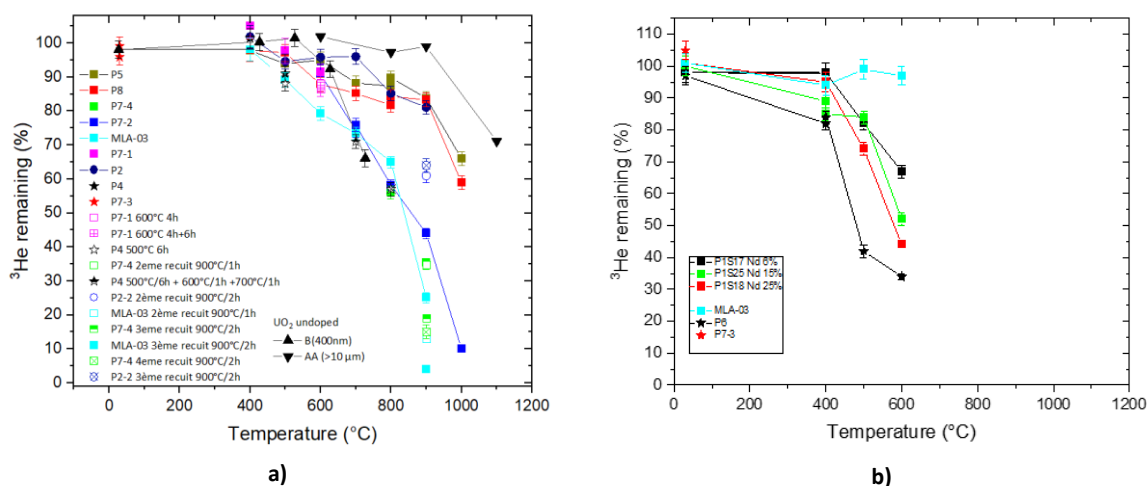 ³He remaining (%)
110
100
90
80
70
60
50
40
30
20
10
0
P5
P8
P7-4
P7-2
MLA-03
P7-1
P2
P4
P7-3
P7-1 600°C 4h
P7-1 600°C 4h+6h
P4 500°C 6h
P7-4 2eme recuit 900°C/1h
P4 500°C/6h + 600°C/1h +700°C/1h
P2-2 2ème recuit 900°C/2h
MLA-03 2ème recuit 900°C/1h
P7-4 3eme recuit 900°C/2h
MLA-03 3ème recuit 900°C/2h
P7-4 4eme recuit 900°C/2h
P2-2 3ème recuit 900°C/2h
UO₂ undoped
B(400nm)
AA (>10 µm)
0 200 400 600 800 1000 1200
Temperature (°C)
a)
³He remaining (%)
110
100
90
80
70
60
50
40
30
20
10
0
P1S17 Nd 6%
P1S25 Nd 15%
P1S18 Nd 25%
MLA-03
P6
P7-3
0 200 400 600 800 1000 1200
Temperature (°C)
b)